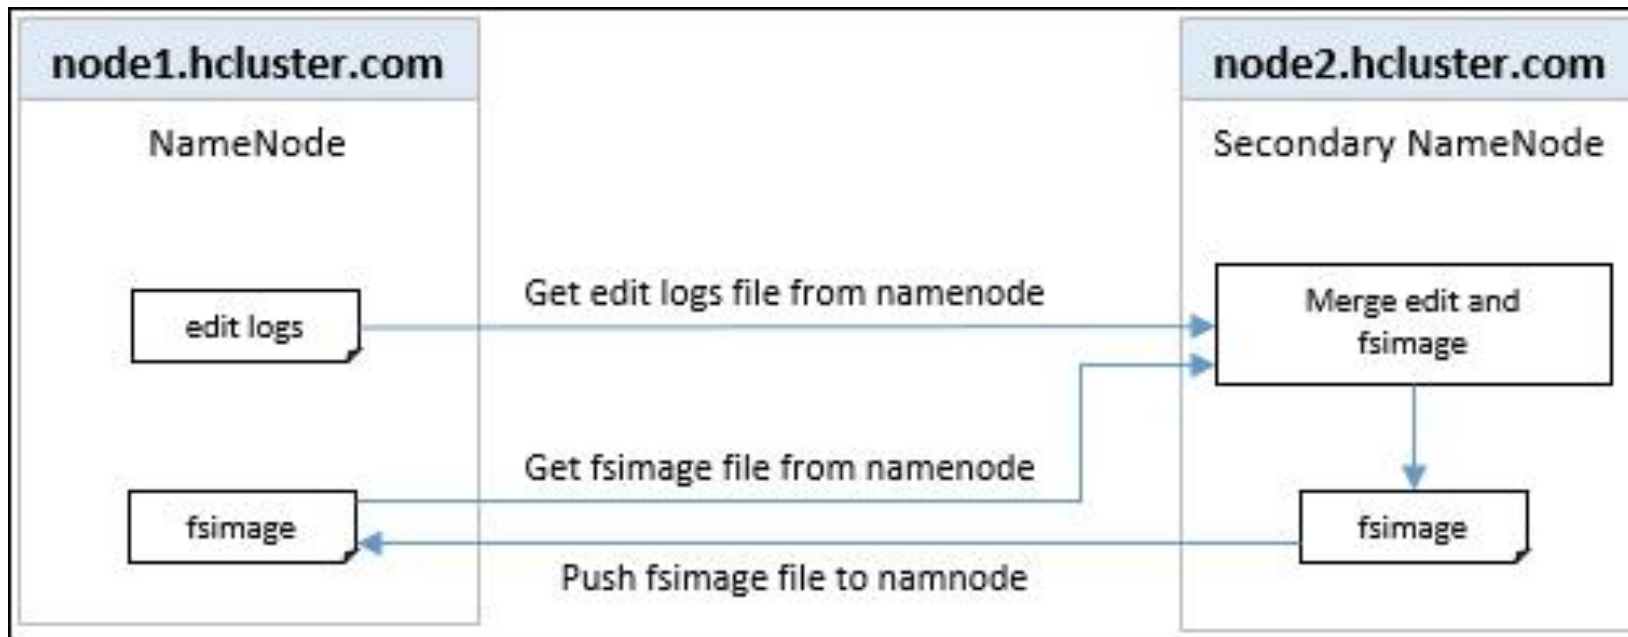 node1.hcluster.com
NameNode
edit logs
fsimage
Get edit logs file from namenode
Get fsimage file from namenode
Push fsimage file to namnode
node2.hcluster.com
Secondary NameNode
Merge edit and
fsimage
fsimage